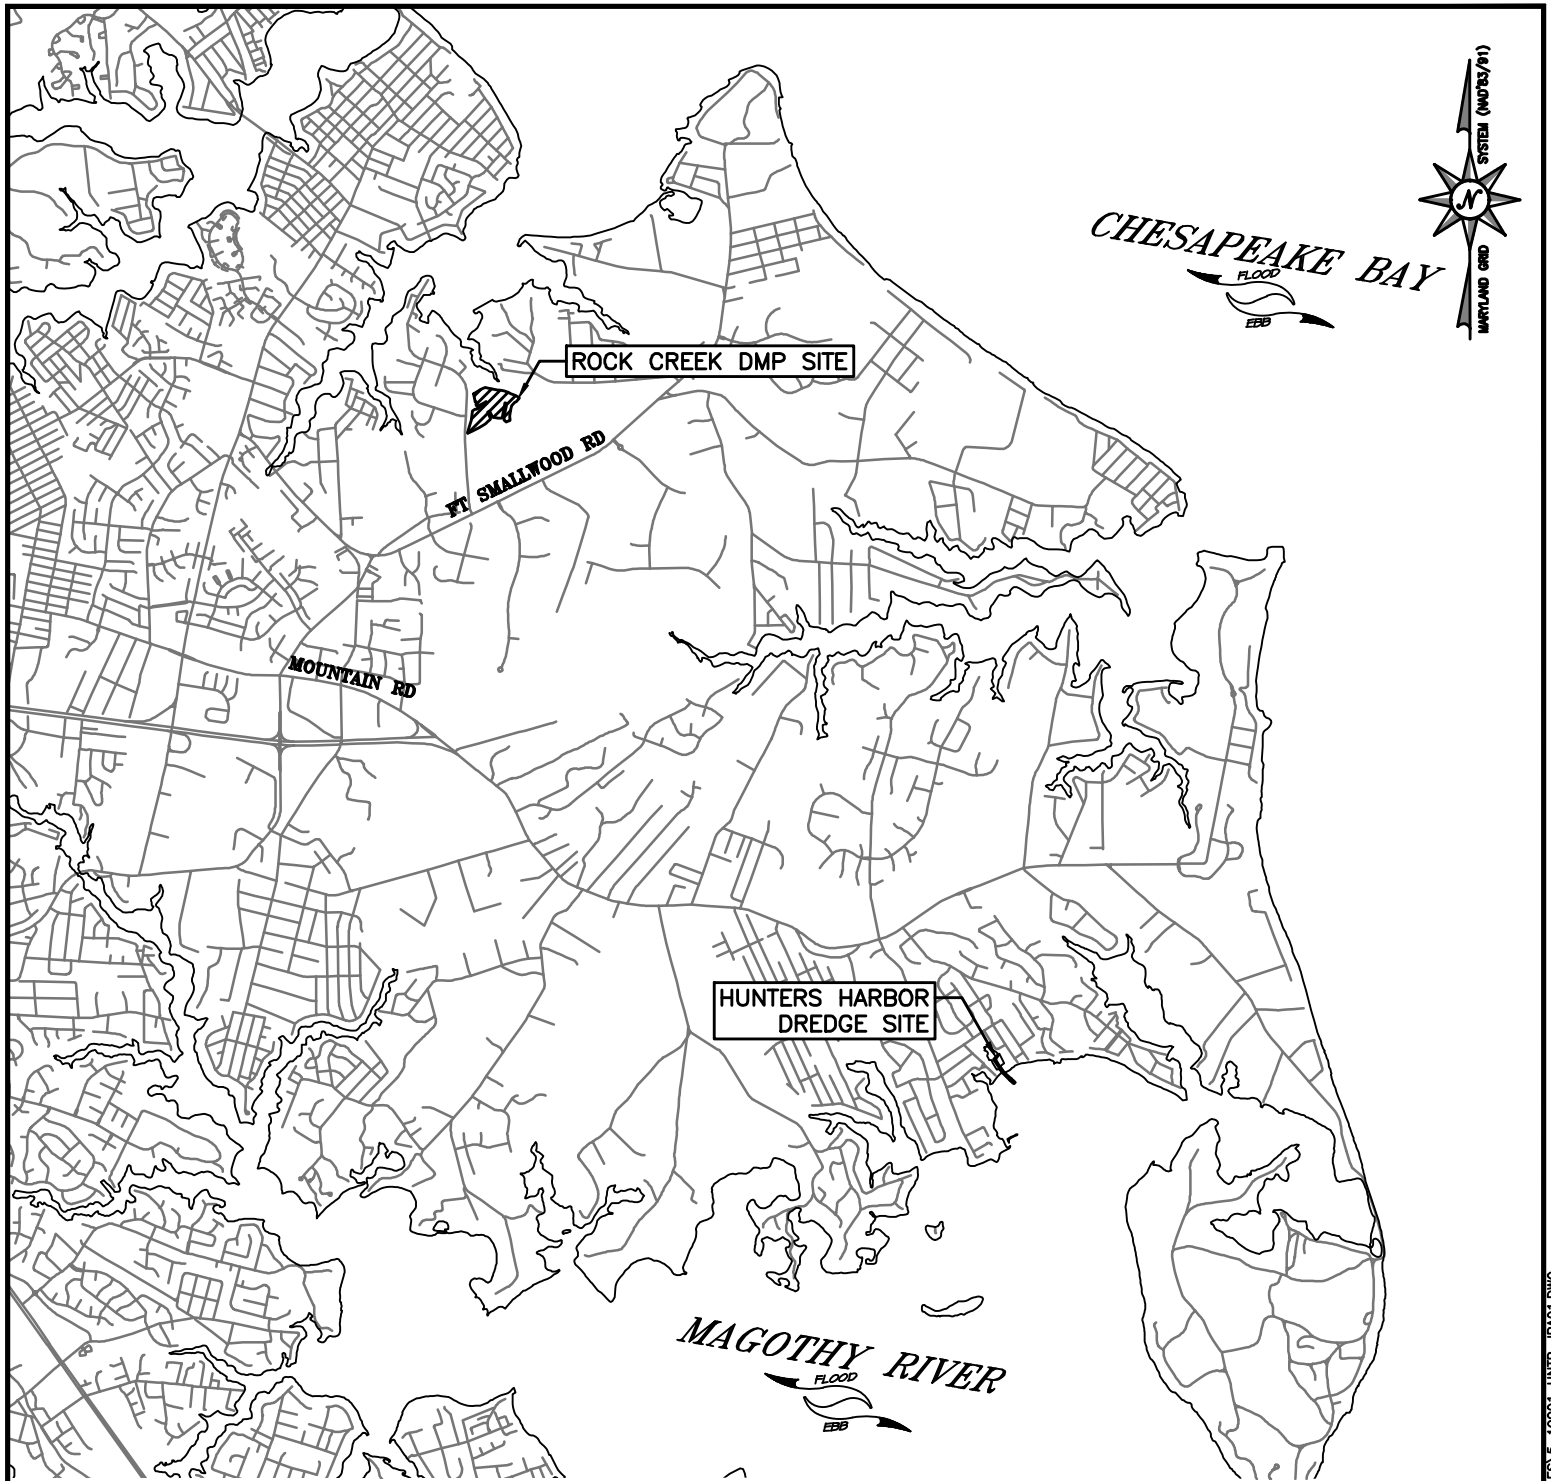 SYSTEM (NAD'83/91)
N
MARYLAND GRID
CHESAPEAKE BAY
FLOOD
EBB
ROCK CREEK DMP SITE
FT SMALLWOOD RD
MOUNTAIN RD
HUNTERS HARBOR
DREDGE SITE
MAGOTHY RIVER
FLOOD
EBB